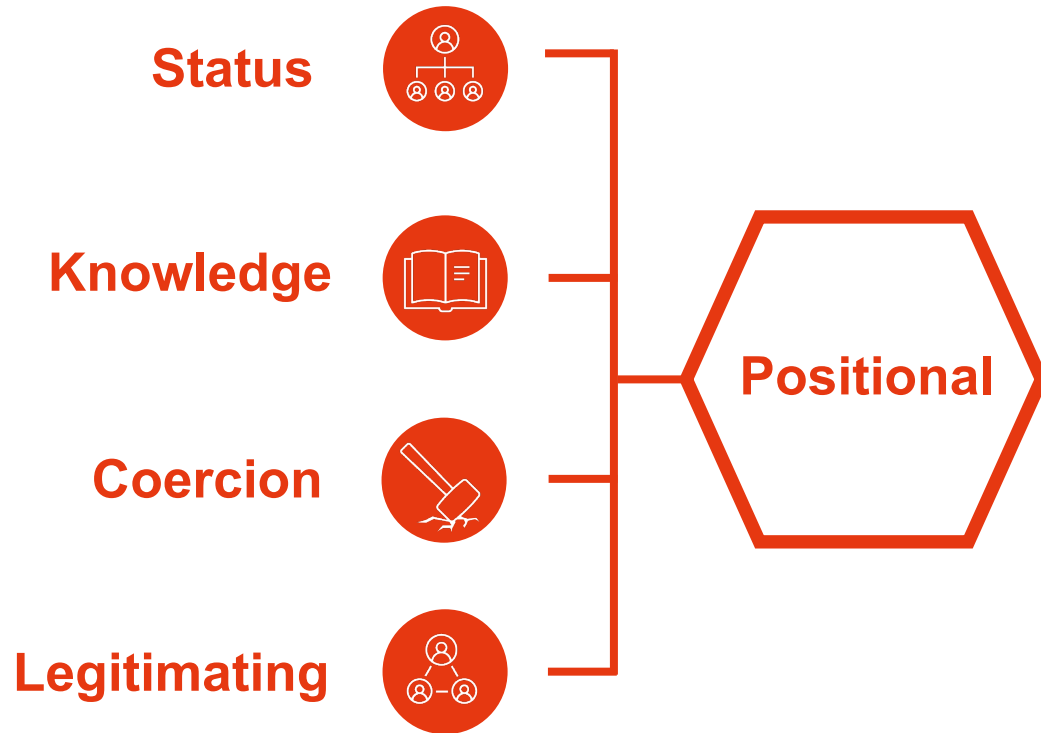 Status
Knowledge
Coercion
Legitimating
Positional